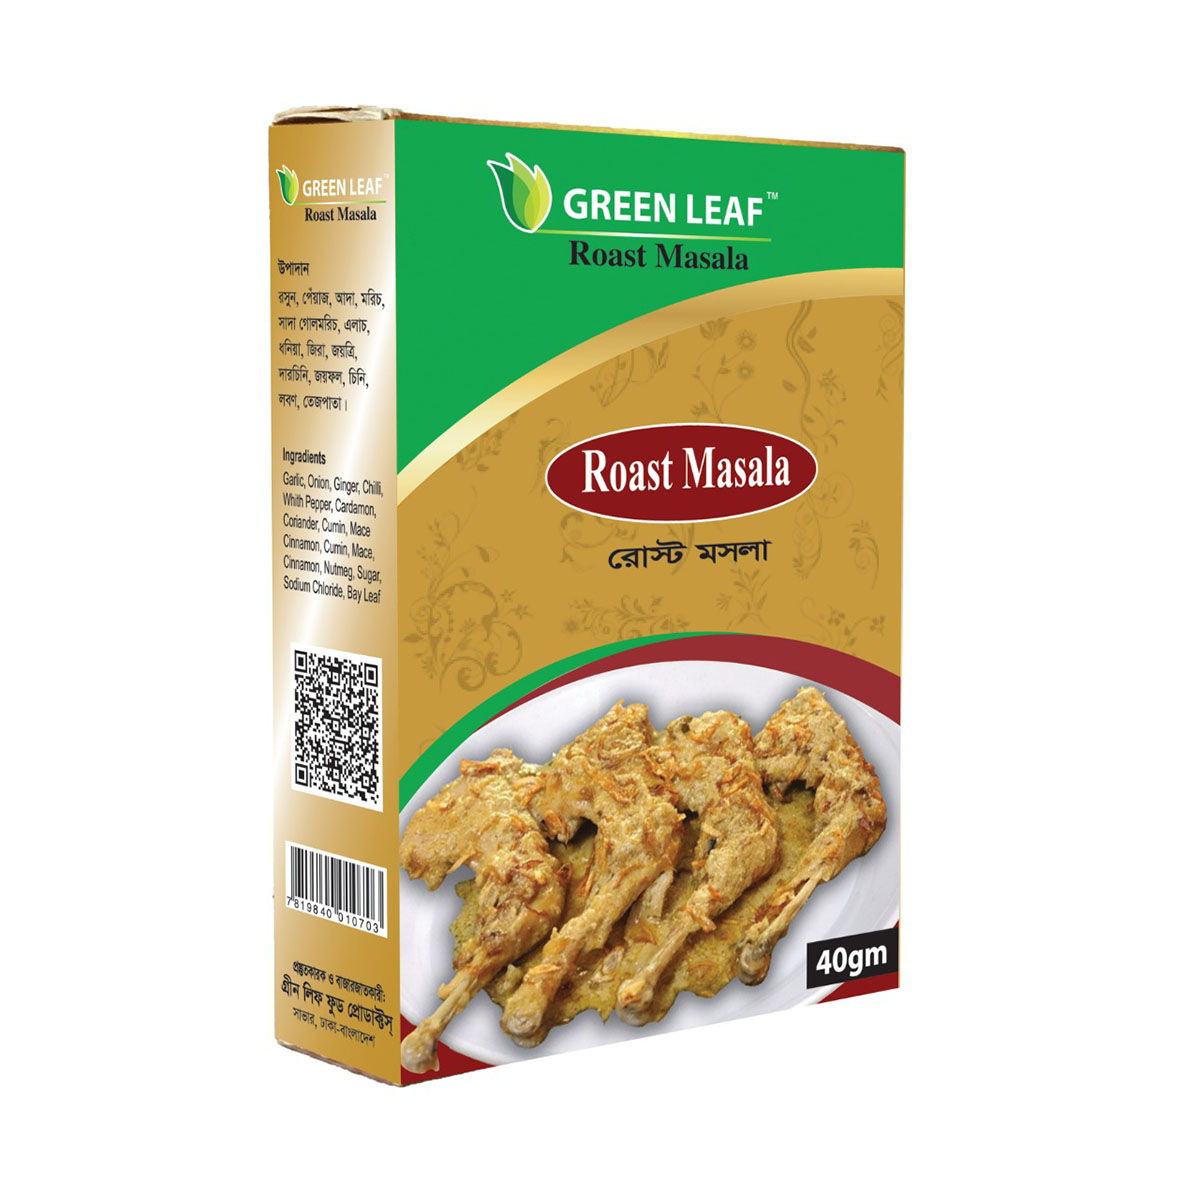 GREEN LEAF™
Roast Masala
উপাদান
রসুন, পেঁয়াজ, আদা, মরিচ,
সাদা গোলমরিচ, এলাচ,
ধনিয়া, জিরা, জয়ত্রি,
দারচিনি, জয়ফল, চিনি,
লবণ, তেজপাতা।
Ingradients
Garlic, Onion, Ginger, Chilli,
Whith Pepper, Cardamon,
Coriander, Cumin, Mace
Cinnamon, Cumin, Mace,
Cinnamon, Nutmeg, Sugar,
Sodium Chloride, Bay Leaf
7 819840 010703
প্রস্তুতকারক ও বাজারজাতকারী:
গ্রীন লিফ ফুড প্রোডাক্টস্
সাভার, ঢাকা-বাংলাদেশ
GREEN LEAF™
Roast Masala
Roast Masala
রোস্ট মসলা
40gm